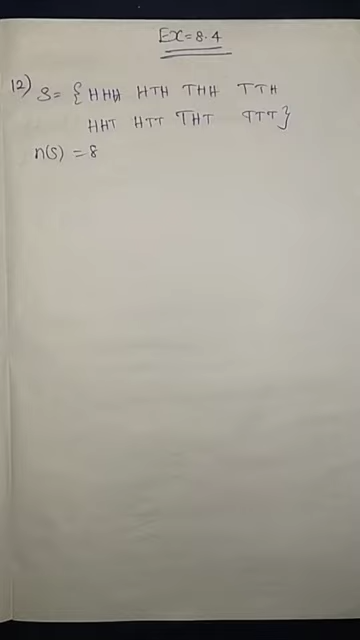 Ex=8.4
12) S= { HHH HTH THH TTH
HHT HTT THT TTT }
n(S) = 8